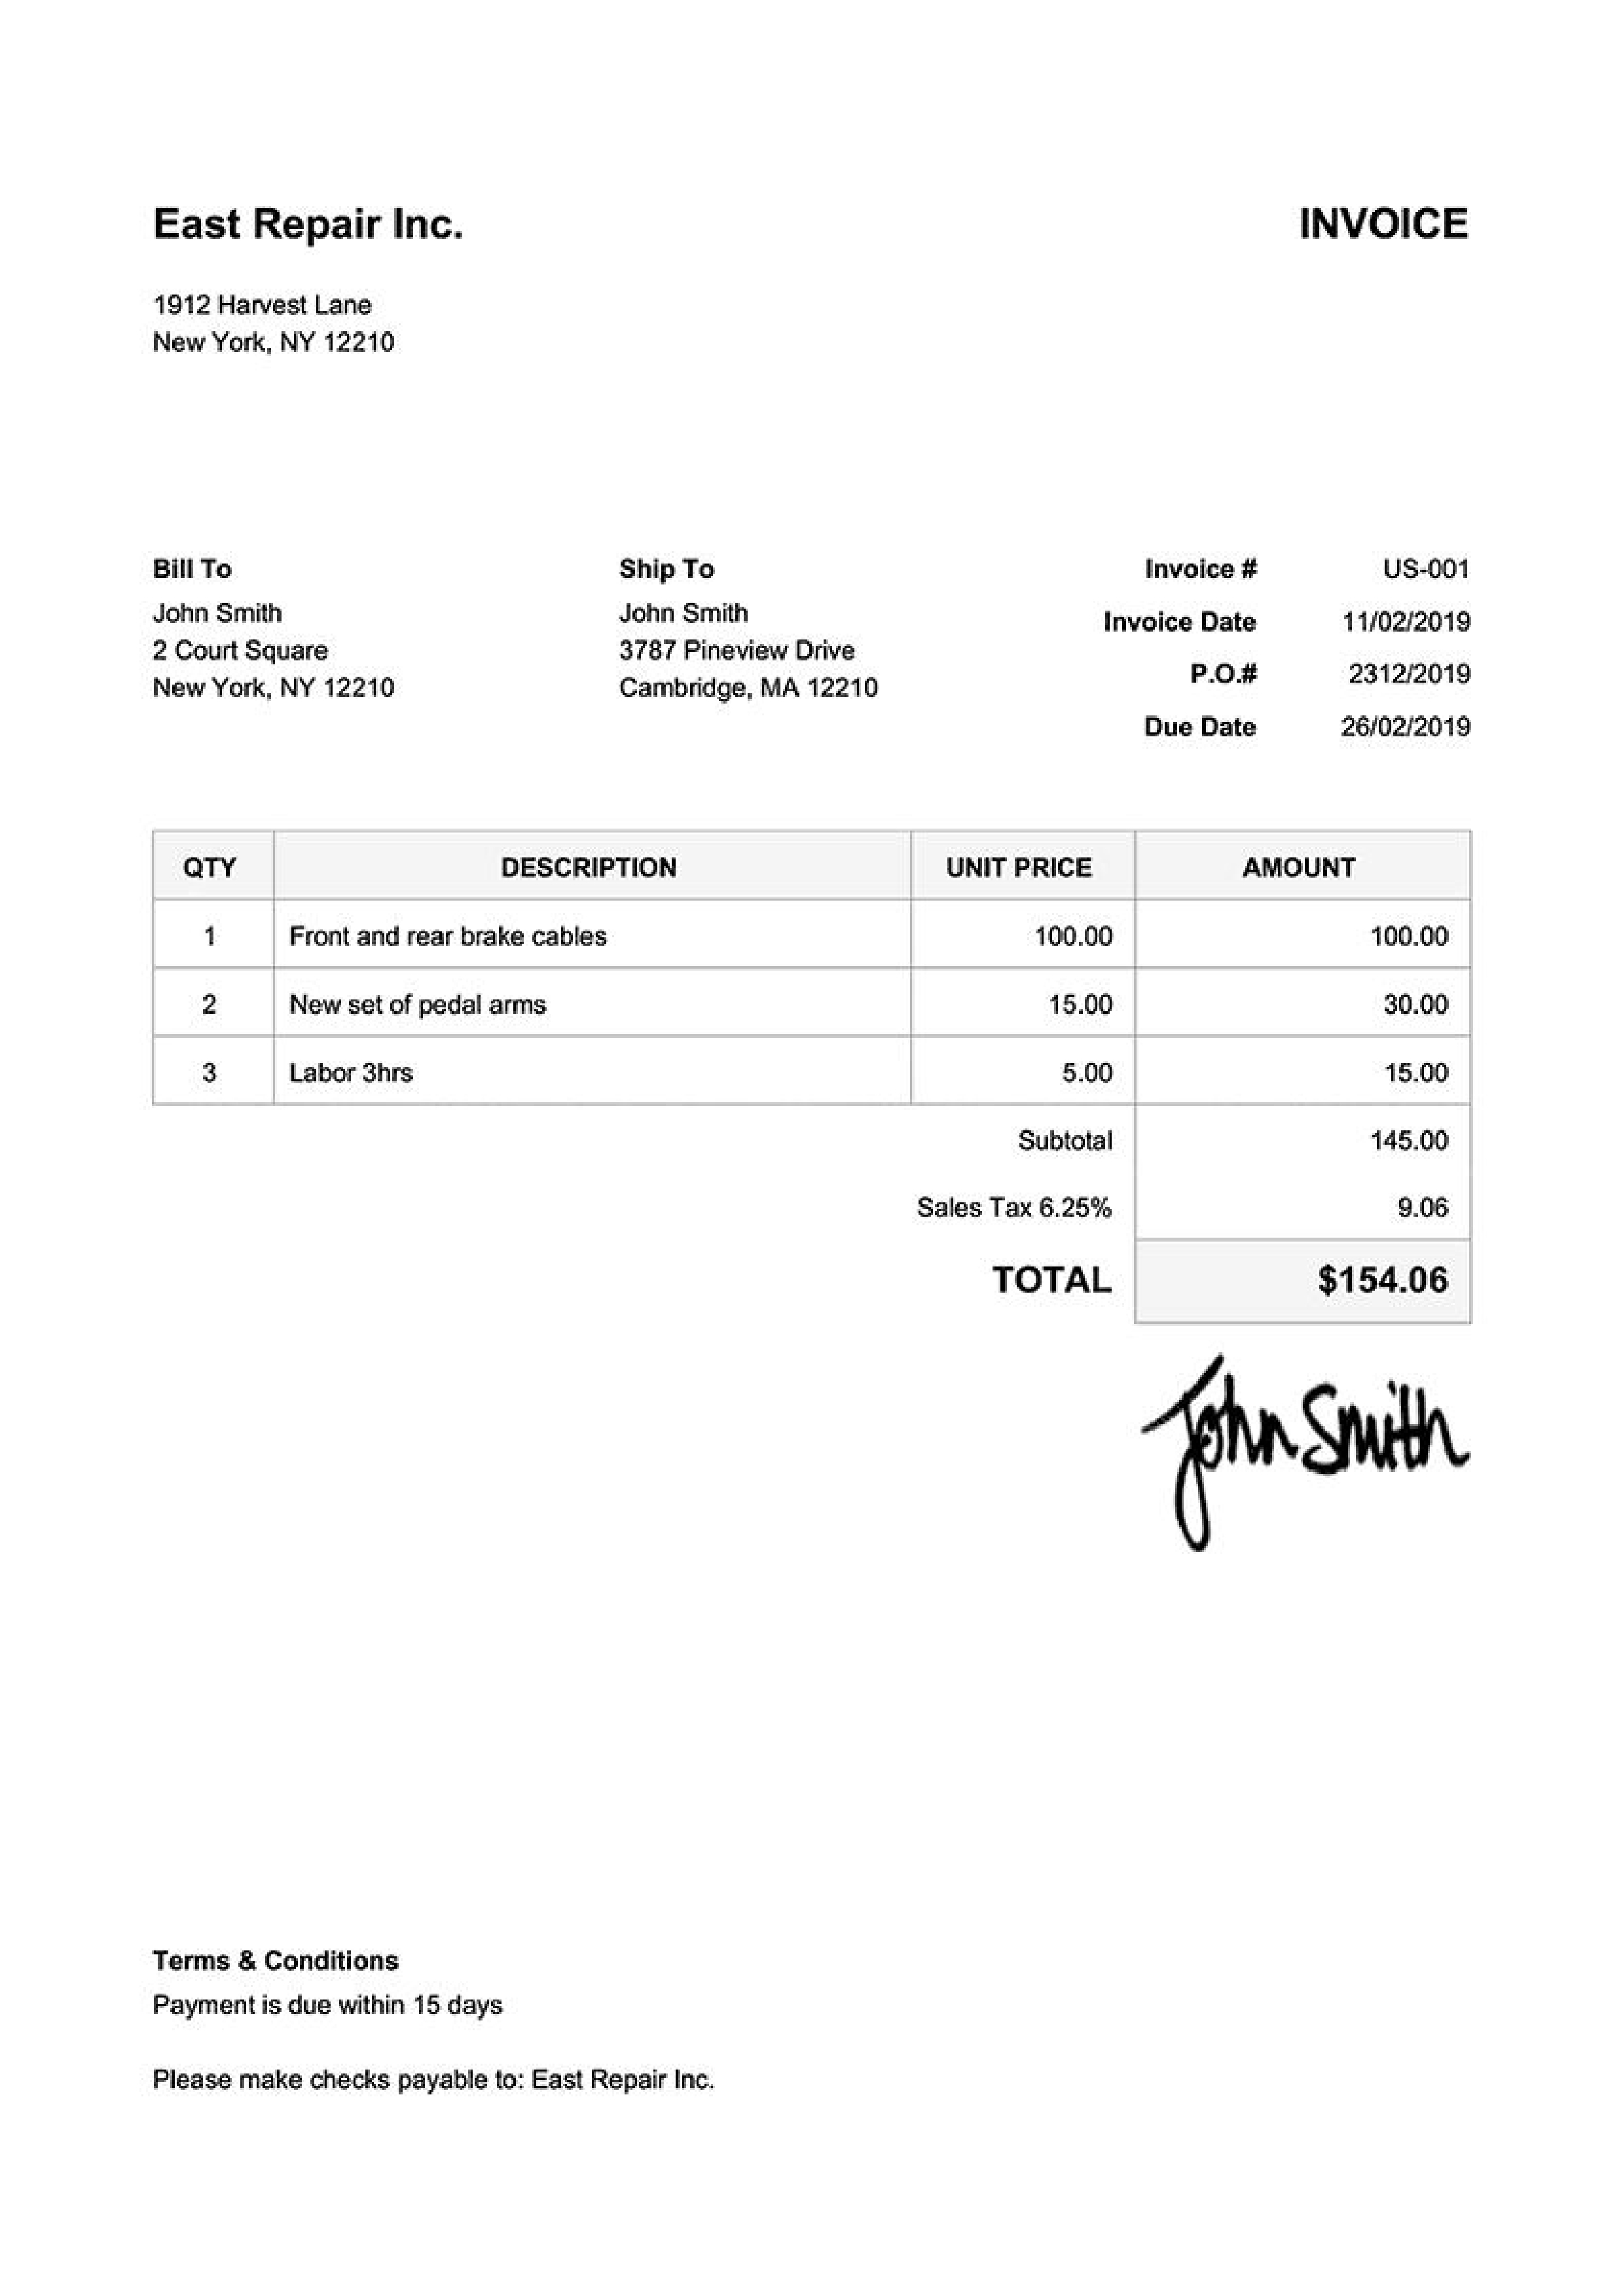 East Repair Inc.
INVOICE
1912 Harvest Lane
New York, NY 12210
Bill To
John Smith
2 Court Square
New York, NY 12210
Ship To
John Smith
3787 Pineview Drive
Cambridge, MA 12210
Invoice # US-001
Invoice Date 11/02/2019
P.O.# 2312/2019
Due Date 26/02/2019
QTY DESCRIPTION UNIT PRICE AMOUNT
1 Front and rear brake cables 100.00 100.00
2 New set of pedal arms 15.00 30.00
3 Labor 3hrs 5.00 15.00
Subtotal 145.00
Sales Tax 6.25% 9.06
TOTAL $154.06
John Smith
Terms & Conditions
Payment is due within 15 days
Please make checks payable to: East Repair Inc.